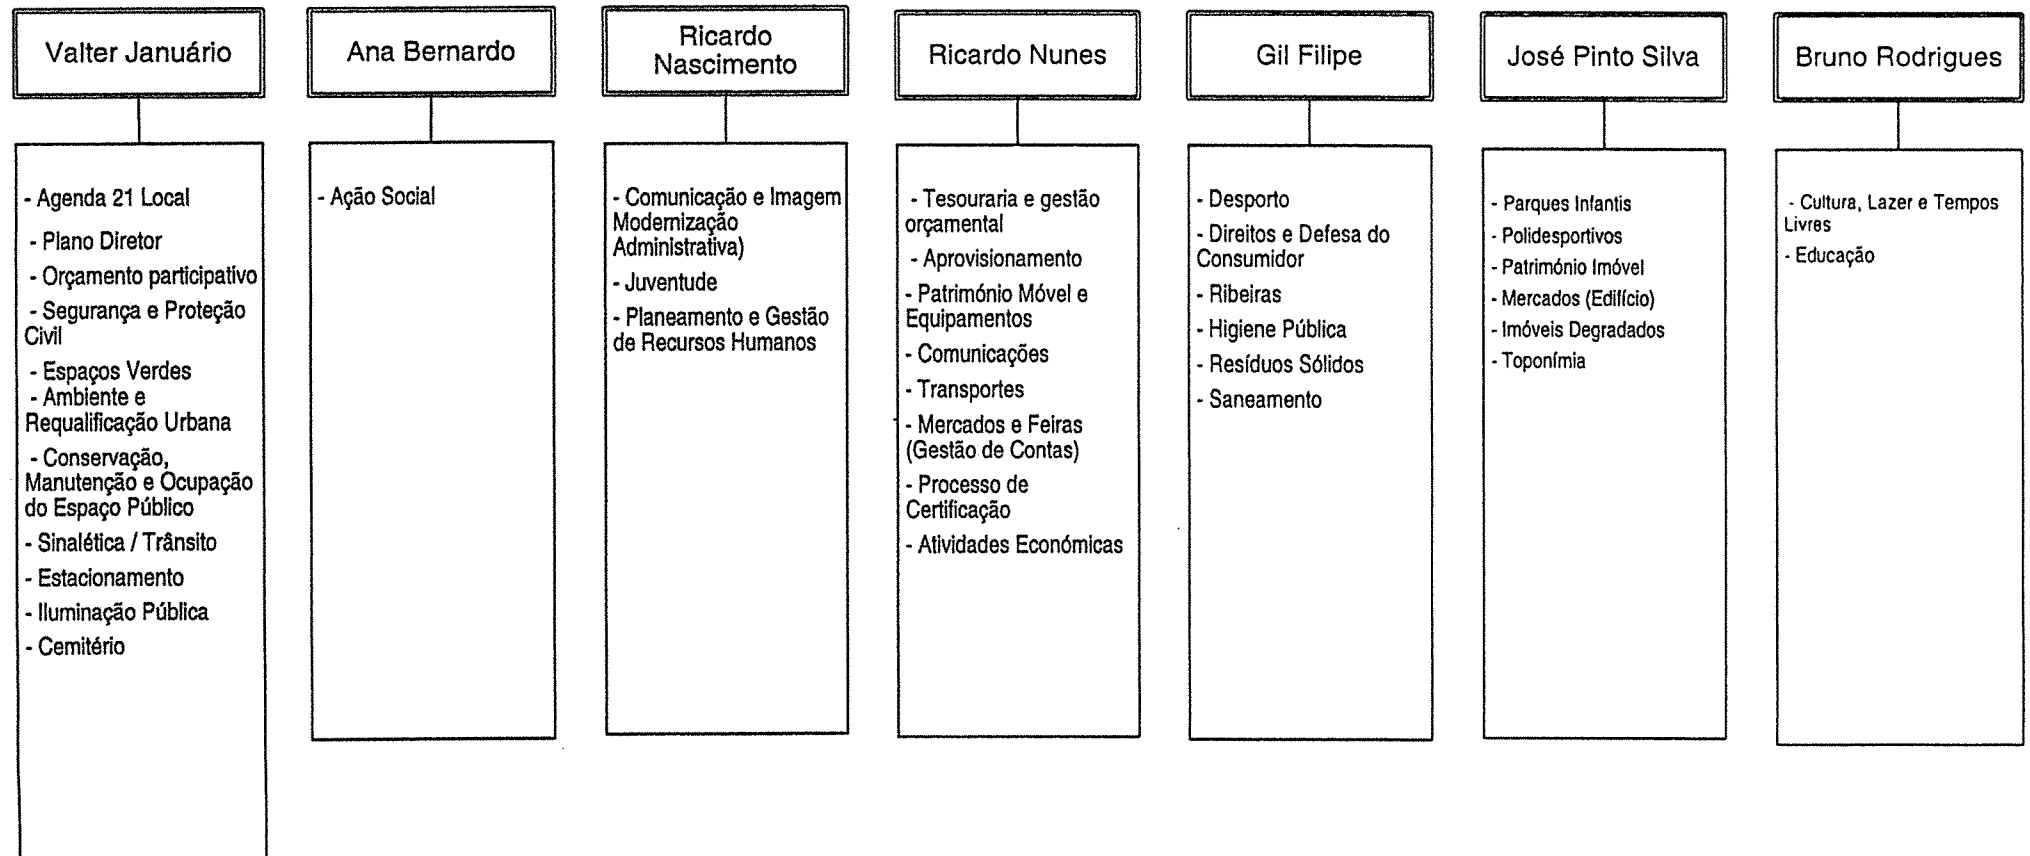 Valter Januário
- Agenda 21 Local
- Plano Diretor
- Orçamento participativo
- Segurança e Proteção
Civil
- Espaços Verdes
- Ambiente e
Requalificação Urbana
- Conservação,
Manutenção e Ocupação
do Espaço Público
- Sinalética / Trânsito
- Estacionamento
- Iluminação Pública
- Cemitério
Ana Bernardo
- Ação Social
Ricardo
Nascimento
- Comunicação e Imagem
Modernização
Administrativa)
- Juventude
- Planeamento e Gestão
de Recursos Humanos
Ricardo Nunes
- Tesouraria e gestão
orçamental
- Aprovisionamento
- Património Móvel e
Equipamentos
- Comunicações
- Transportes
- Mercados e Feiras
(Gestão de Contas)
- Processo de
Certificação
- Atividades Económicas
Gil Filipe
- Desporto
- Direitos e Defesa do
Consumidor
- Ribeiras
- Higiene Pública
- Resíduos Sólidos
- Saneamento
José Pinto Silva
- Parques Infantis
- Polidesportivos
- Património Imóvel
- Mercados (Edifício)
- Imóveis Degradados
- Toponímia
Bruno Rodrigues
- Cultura, Lazer e Tempos
Livres
- Educação